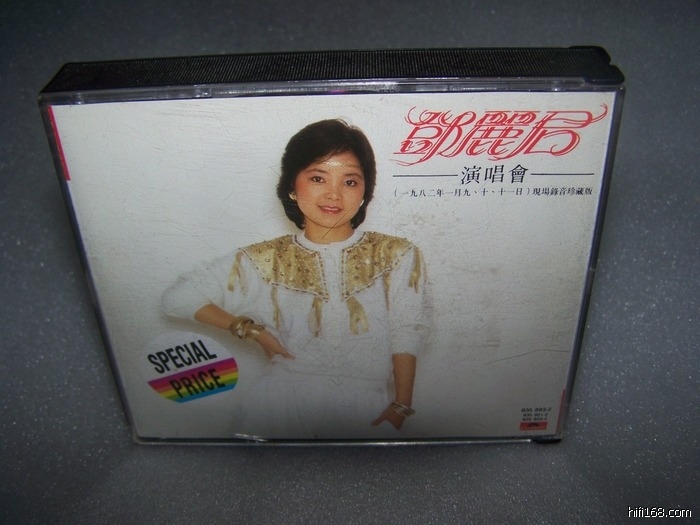 鄧麗君
演唱會
(一九八二年一月九、十、十一日)現場錄音珍藏版
SPECIAL
PRICE
hifi168.com